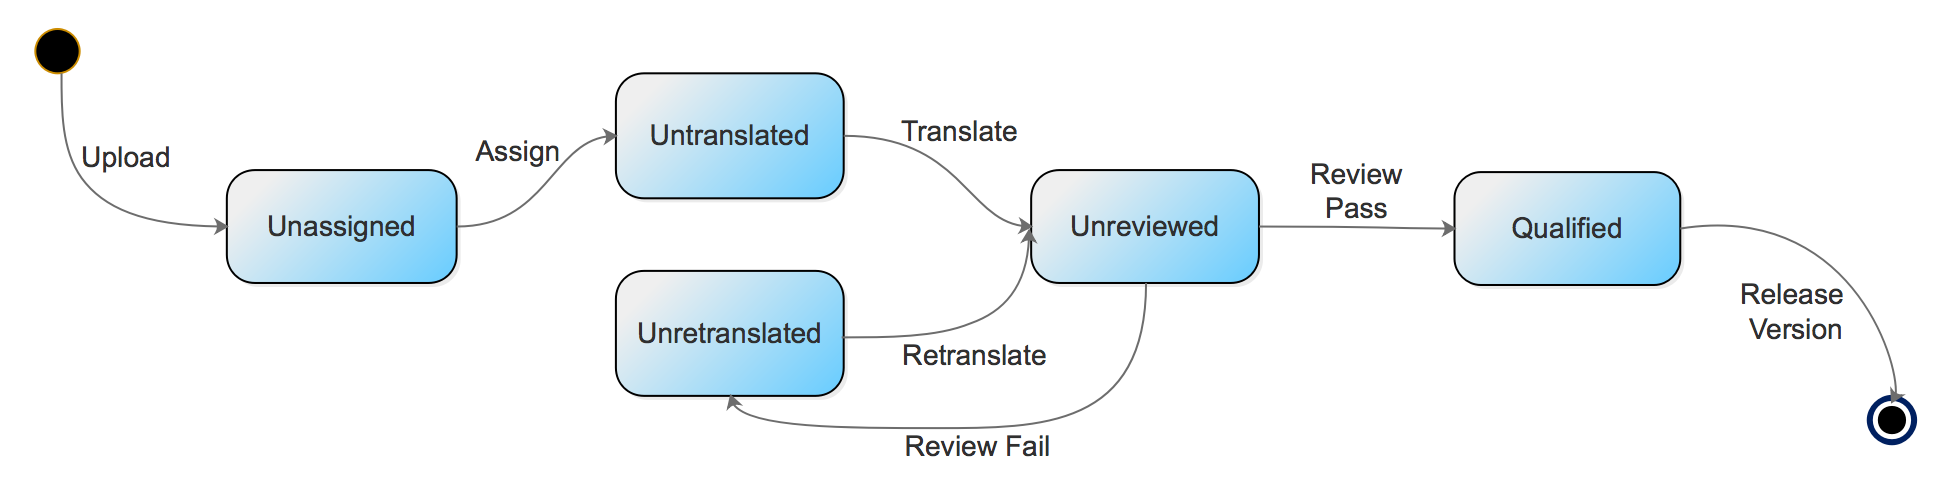 Upload
Unassigned
Assign
Untranslated
Translate
Unretranslated
Retranslate
Unreviewed
Review Fail
Review
Pass
Qualified
Release
Version